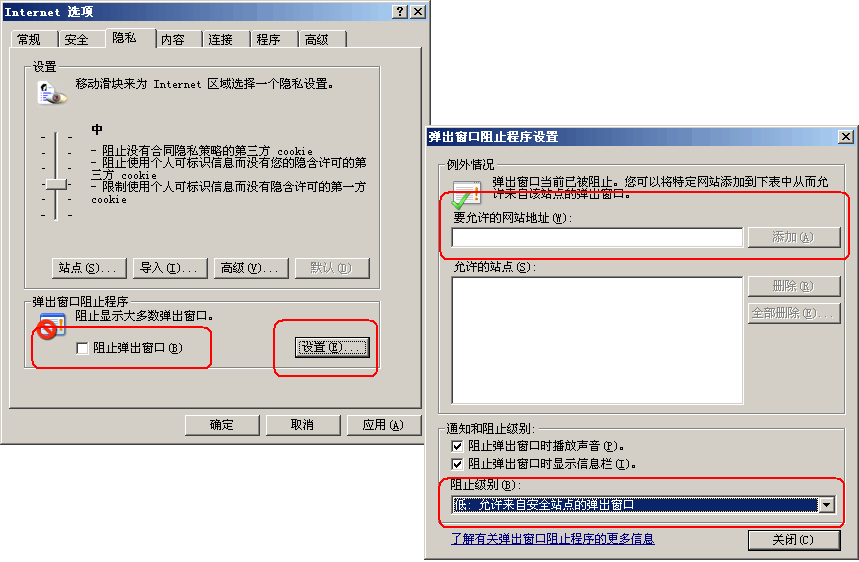 Internet 选项
常规 安全 隐私 内容 连接 程序 高级
设置
移动滑块来为 Internet 区域选择一个隐私设置。
中
- 阻止没有合同隐私策略的第三方 cookie
- 阻止使用个人可标识信息而没有您的隐含许可的第
三方 cookie
- 限制使用个人可标识信息而没有隐含许可的第一方
cookie
站点(S)... 导入(I)... 高级(V)... 默认(D)
弹出窗口阻止程序
阻止显示大多数弹出窗口。
阻止弹出窗口(B) 设置(E)...
确定 取消 应用(A)
弹出窗口阻止程序设置
例外情况
弹出窗口当前已被阻止。您可以将特定网站添加到下表中从而允
许来自该站点的弹出窗口。
要允许的网站地址(W):
添加(A)
允许的站点(S):
删除(R)
全部删除(E)...
通知和阻止级别:
阻止弹出窗口时播放声音(P)。
阻止弹出窗口时显示信息栏(I)。
阻止级别(B):
低: 允许来自安全站点的弹出窗口
了解有关弹出窗口阻止程序的更多信息
关闭(C)